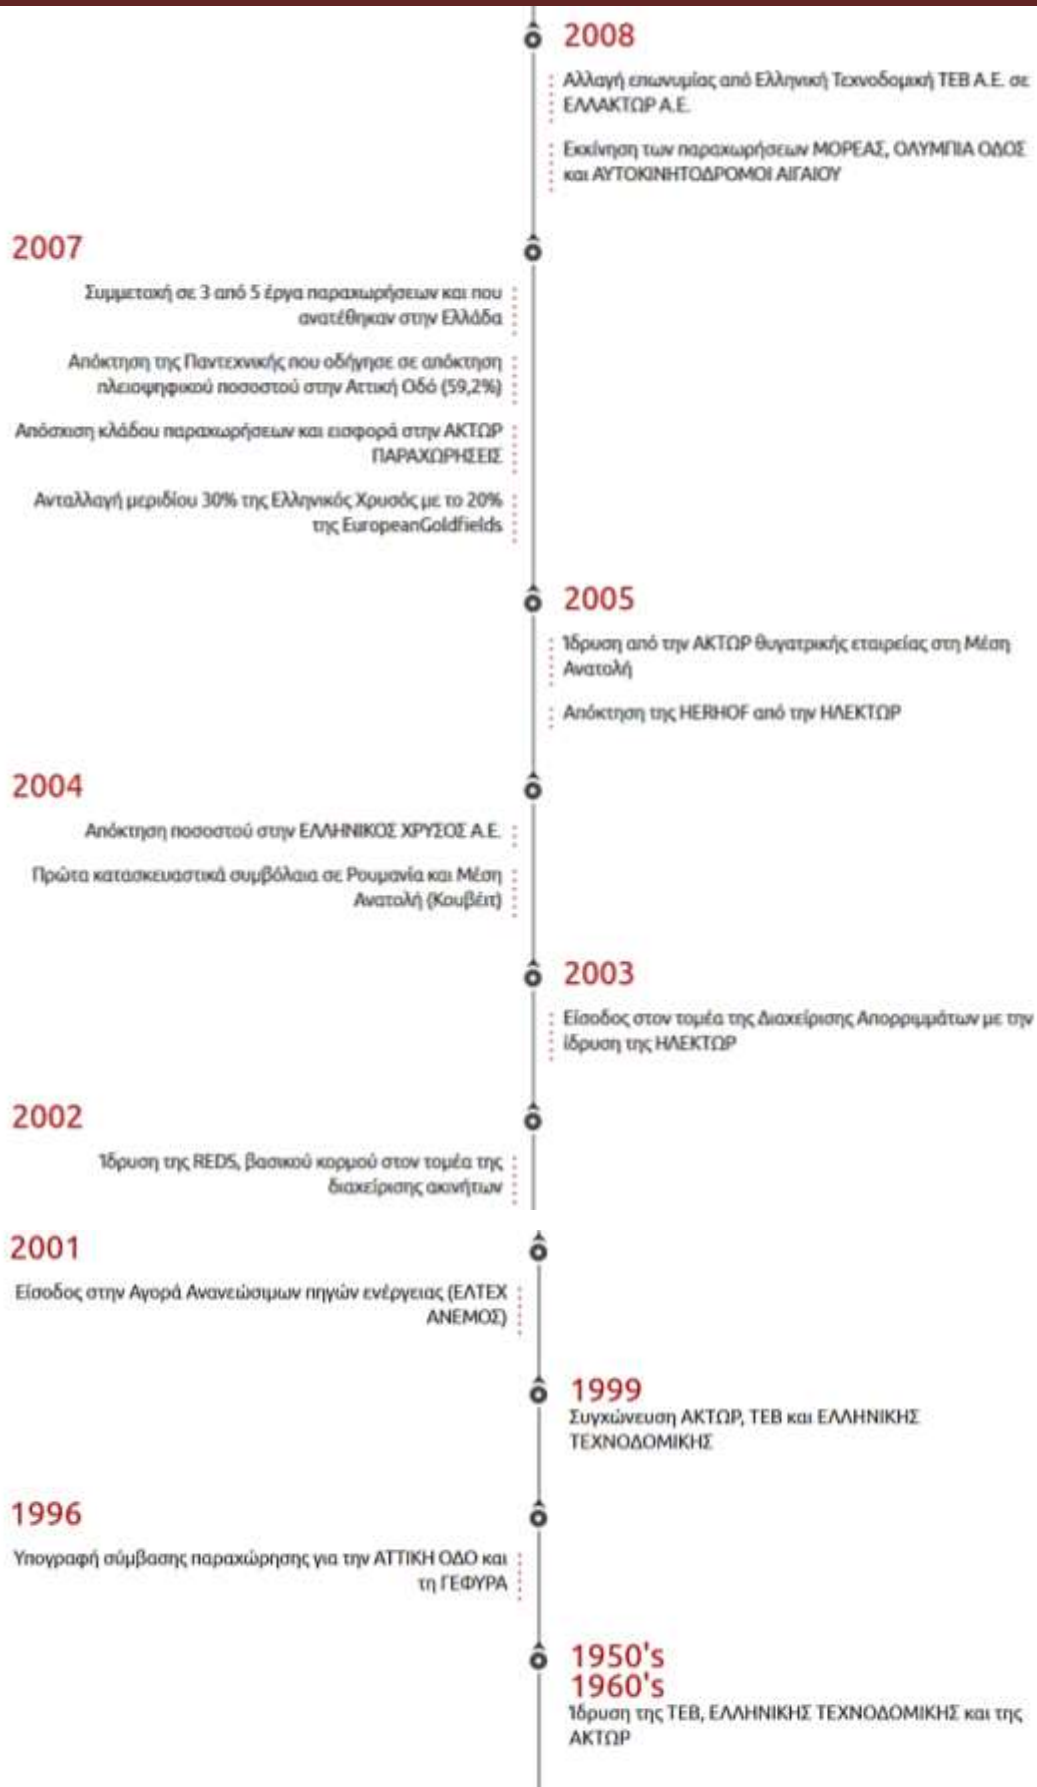 2008
Αλλαγή επωνυμίας από Ελληνική Τεχνοδομική ΤΕΒ Α.Ε. σε
ΕΛΛΑΚΤΩΡ Α.Ε.
Εκκίνηση των παραχωρήσεων ΜΟΡΕΑΣ, ΟΛΥΜΠΙΑ ΟΔΟΣ
και ΑΥΤΟΚΙΝΗΤΟΔΡΟΜΟΙ ΑΙΓΑΙΟΥ
2007
Συμμετοχή σε 3 από 5 έργα παραχωρήσεων και που
ανατέθηκαν στην Ελλάδα
Απόκτηση της Παντεχνικής που οδήγησε σε απόκτηση
πλειοψηφικού ποσοστού στην Αττική Οδό (59,2%)
Απόσχιση κλάδου παραχωρήσεων και εισφορά στην ΑΚΤΩΡ
ΠΑΡΑΧΩΡΗΣΕΙΣ
Ανταλλαγή μεριδίου 30% της Ελληνικός Χρυσός με το 20%
της EuropeanGoldfields
2005
Ίδρυση από την ΑΚΤΩΡ θυγατρικής εταιρείας στη Μέση
Ανατολή
Απόκτηση της HERHOF από την ΗΛΕΚΤΩΡ
2004
Απόκτηση ποσοστού στην ΕΛΛΗΝΙΚΟΣ ΧΡΥΣΟΣ Α.Ε.
Πρώτα κατασκευαστικά συμβόλαια σε Ρουμανία και Μέση
Ανατολή (Κουβέιτ)
2003
Είσοδος στον τομέα της Διαχείρισης Απορριμμάτων με την
ίδρυση της ΗΛΕΚΤΩΡ
2002
Ίδρυση της REDS, βασικού κορμού στον τομέα της
διαχείρισης ακινήτων
2001
Είσοδος στην Αγορά Ανανεώσιμων πηγών ενέργειας (ΕΛΤΕΧ
ΑΝΕΜΟΣ)
1999
Συγχώνευση ΑΚΤΩΡ, ΤΕΒ και ΕΛΛΗΝΙΚΗΣ
ΤΕΧΝΟΔΟΜΙΚΗΣ
1996
Υπογραφή σύμβασης παραχώρησης για την ΑΤΤΙΚΗ ΟΔΟ και
τη ΓΕΦΥΡΑ
1950's
1960's
Ίδρυση της ΤΕΒ, ΕΛΛΗΝΙΚΗΣ ΤΕΧΝΟΔΟΜΙΚΗΣ και της
ΑΚΤΩΡ